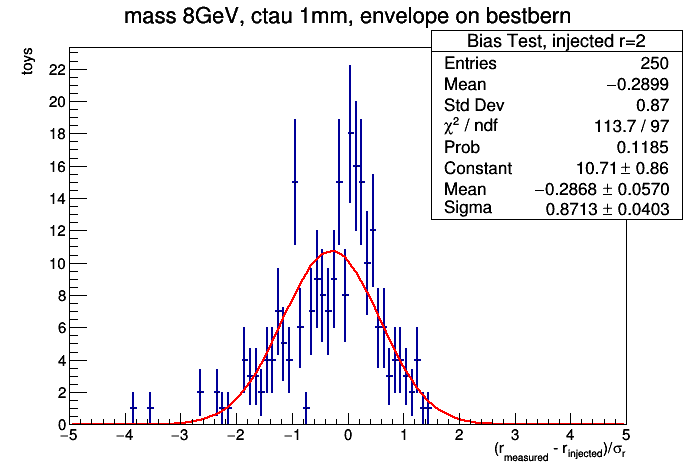 mass 8GeV, ctau 1mm, envelope on bestbern
Bias Test, injected r=2
Entries 250
Mean −0.2899
Std Dev 0.87
χ² / ndf 113.7 / 97
Prob 0.1185
Constant 10.71 ± 0.86
Mean −0.2868 ± 0.0570
Sigma 0.8713 ± 0.0403
toys
22
20
18
16
14
12
10
8
6
4
2
0
−5 −4 −3 −2 −1 0 1 2 3 4 5
(r_measured - r_injected)/σ_r